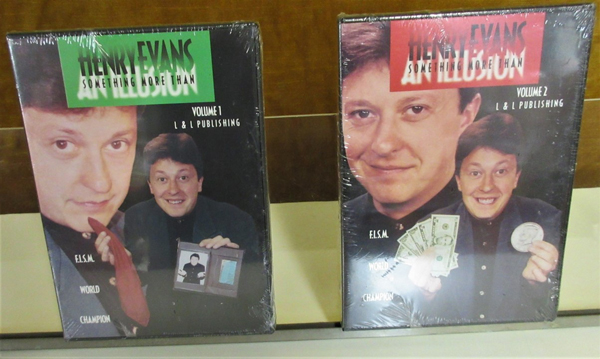 HENRY EVANS
SOMETHING MORE THAN
AN ILLUSION
VOLUME 1
L & L PUBLISHING
F.I.S.M.
WORLD
CHAMPION
HENRY EVANS
SOMETHING MORE THAN
AN ILLUSION
VOLUME 2
L & L PUBLISHING
F.I.S.M.
WORLD
CHAMPION